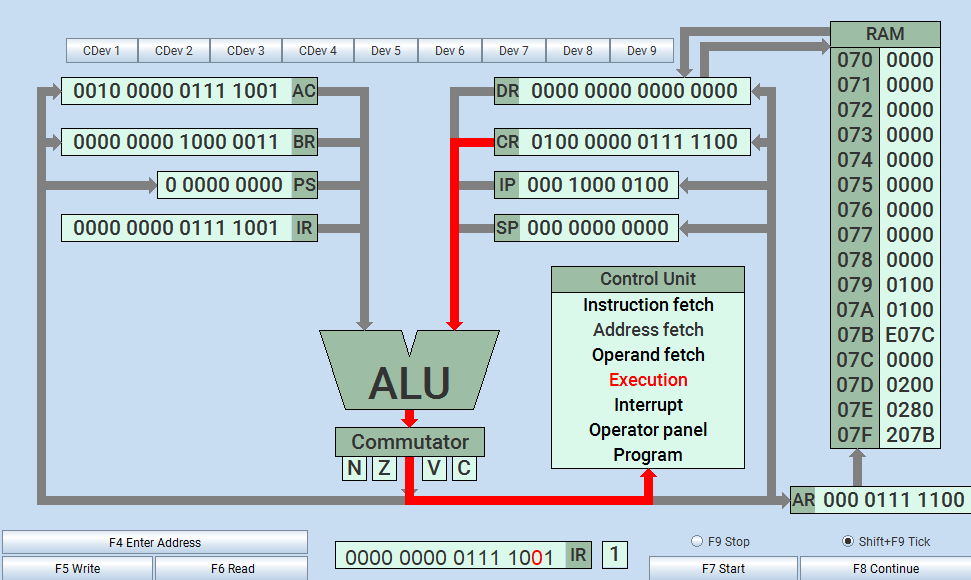 CDev 1 CDev 2 CDev 3 CDev 4 Dev 5 Dev 6 Dev 7 Dev 8 Dev 9
0010 0000 0111 1001 AC
0000 0000 1000 0011 BR
0 0000 0000 PS
0000 0000 0111 1001 IR
DR 0000 0000 0000 0000
CR 0100 0000 0111 1100
IP 000 1000 0100
SP 000 0000 0000
RAM
070 0000
071 0000
072 0000
073 0000
074 0000
075 0000
076 0000
077 0000
078 0000
079 0100
07A 0100
07B E07C
07C 0000
07D 0200
07E 0280
07F 207B
Control Unit
Instruction fetch
Address fetch
Operand fetch
Execution
Interrupt
Operator panel
Program
ALU
Commutator
N Z V C
AR 000 0111 1100
F4 Enter Address
F5 Write F6 Read
0000 0000 0111 1001 IR 1
F9 Stop Shift+F9 Tick
F7 Start F8 Continue